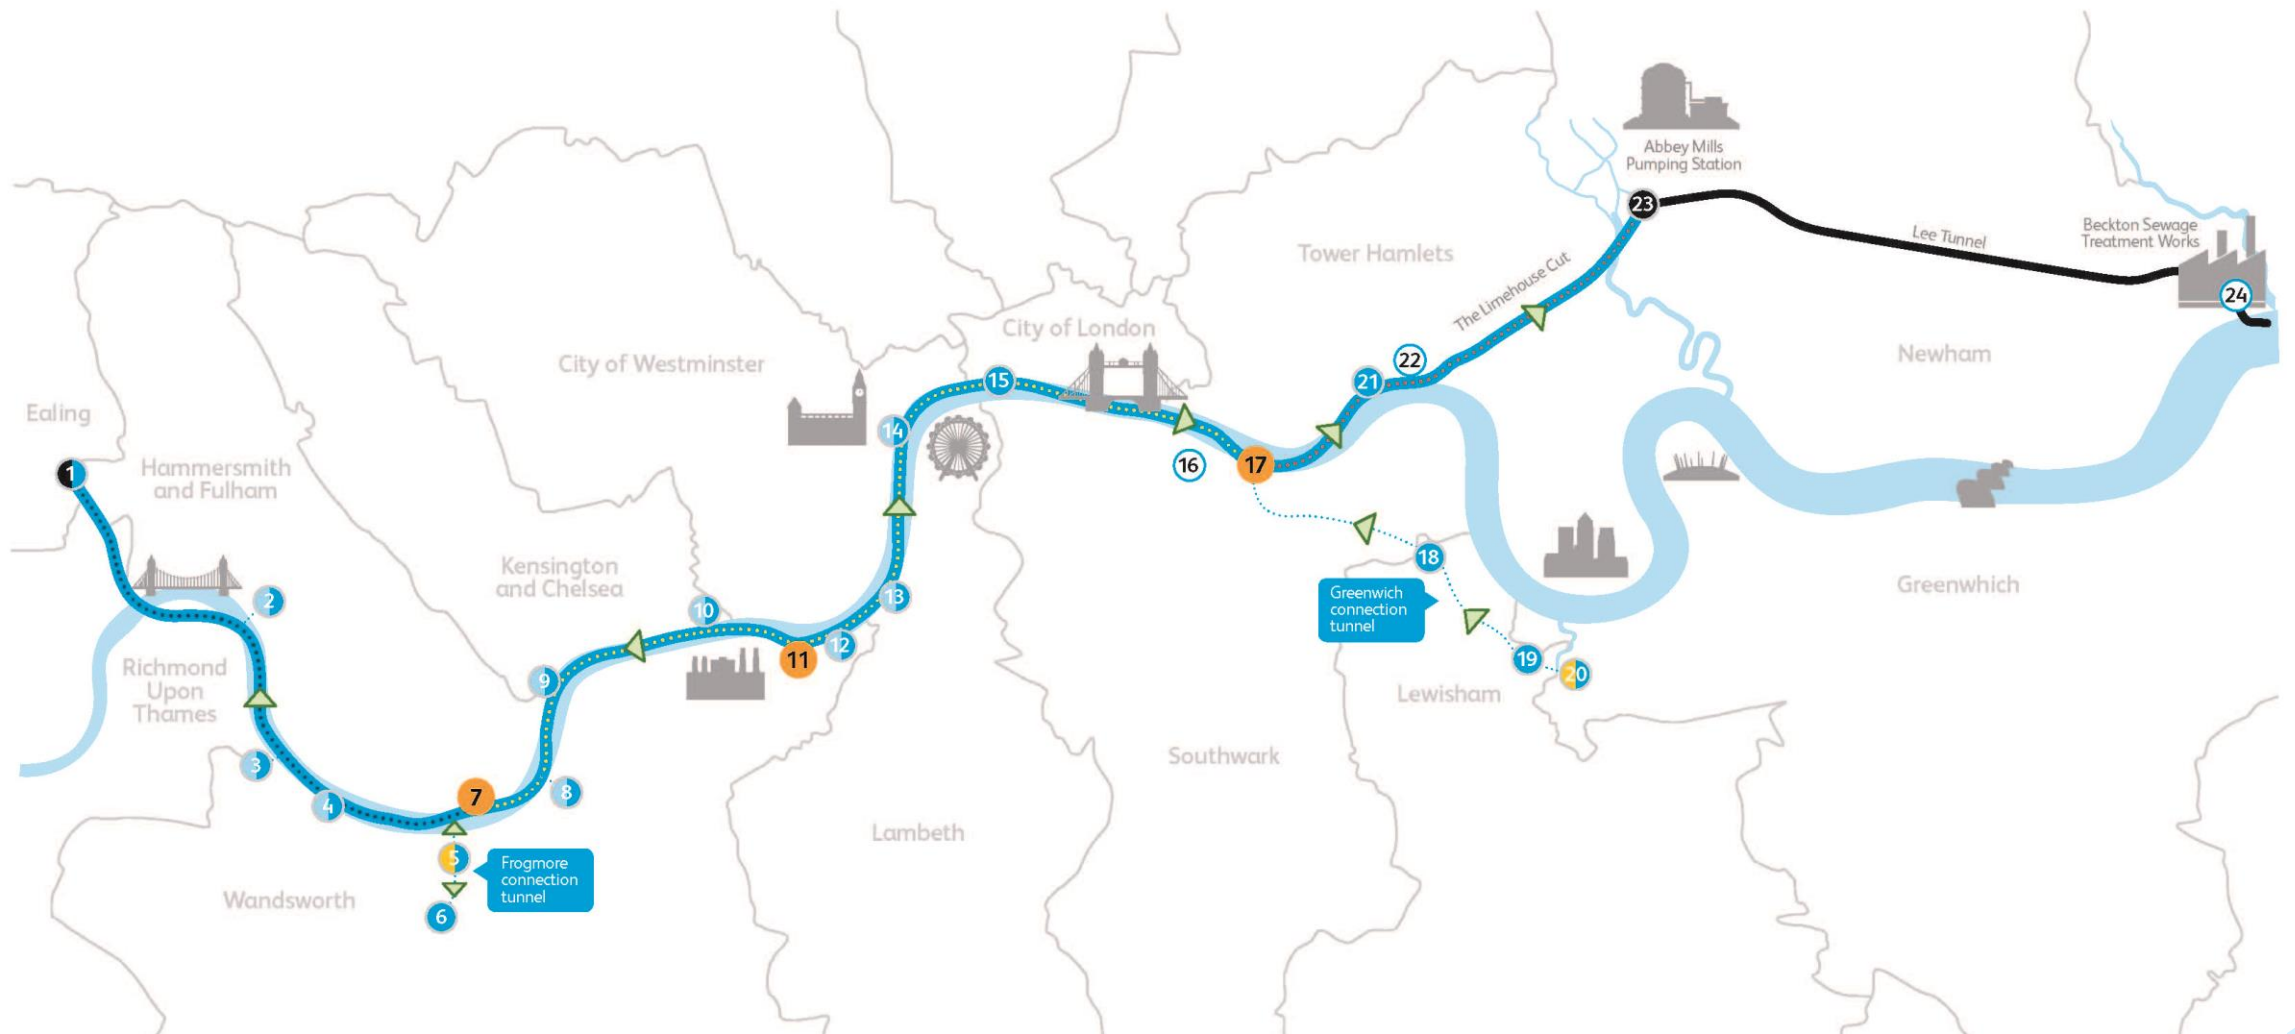 Abbey Mills
Pumping Station
23
Beckton Sewage
Treatment Works
Lee Tunnel
Tower Hamlets
The Limehouse Cut
24
City of London
City of Westminster
22
Newham
15
21
Ealing
14
17
16
1
Hammersmith
and Fulham
18
Kensington
and Chelsea
Greenwhich
2
10
13
Greenwich
connection
tunnel
12
11
19
20
Richmond
Upon
Thames
9
Lewisham
Southwark
3
4
7
8
Lambeth
5
Frogmore
connection
tunnel
Wandsworth
6